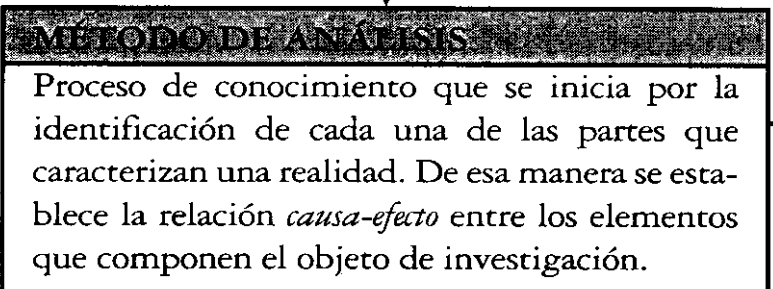 MÉTODO DE ANÁLISIS
Proceso de conocimiento que se inicia por la
identificación de cada una de las partes que
caracterizan una realidad. De esa manera se esta-
blece la relación causa-efecto entre los elementos
que componen el objeto de investigación.